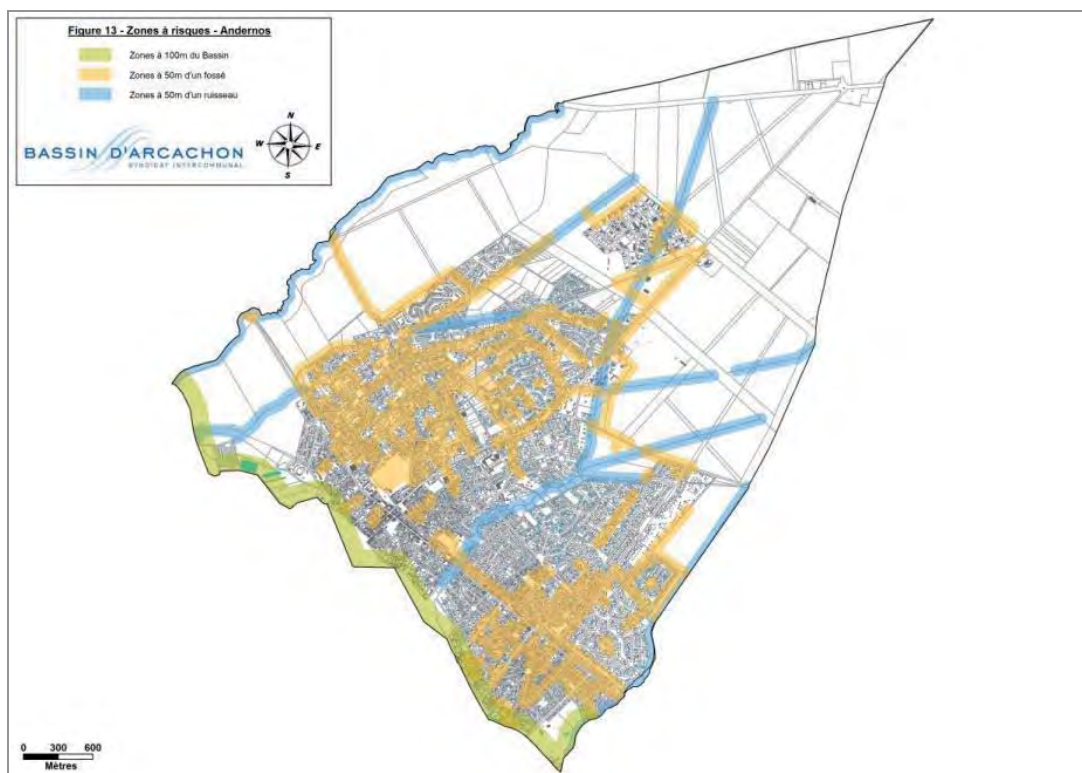 Figure 13 - Zones à risques - Andernos
Zones à 100m du Bassin
Zones à 50m d'un fossé
Zones à 50m d'un ruisseau
BASSIN D'ARCACHON
SYNDICAT INTERCOMMUNAL
N
W
E
S
0 300 600
Mètres